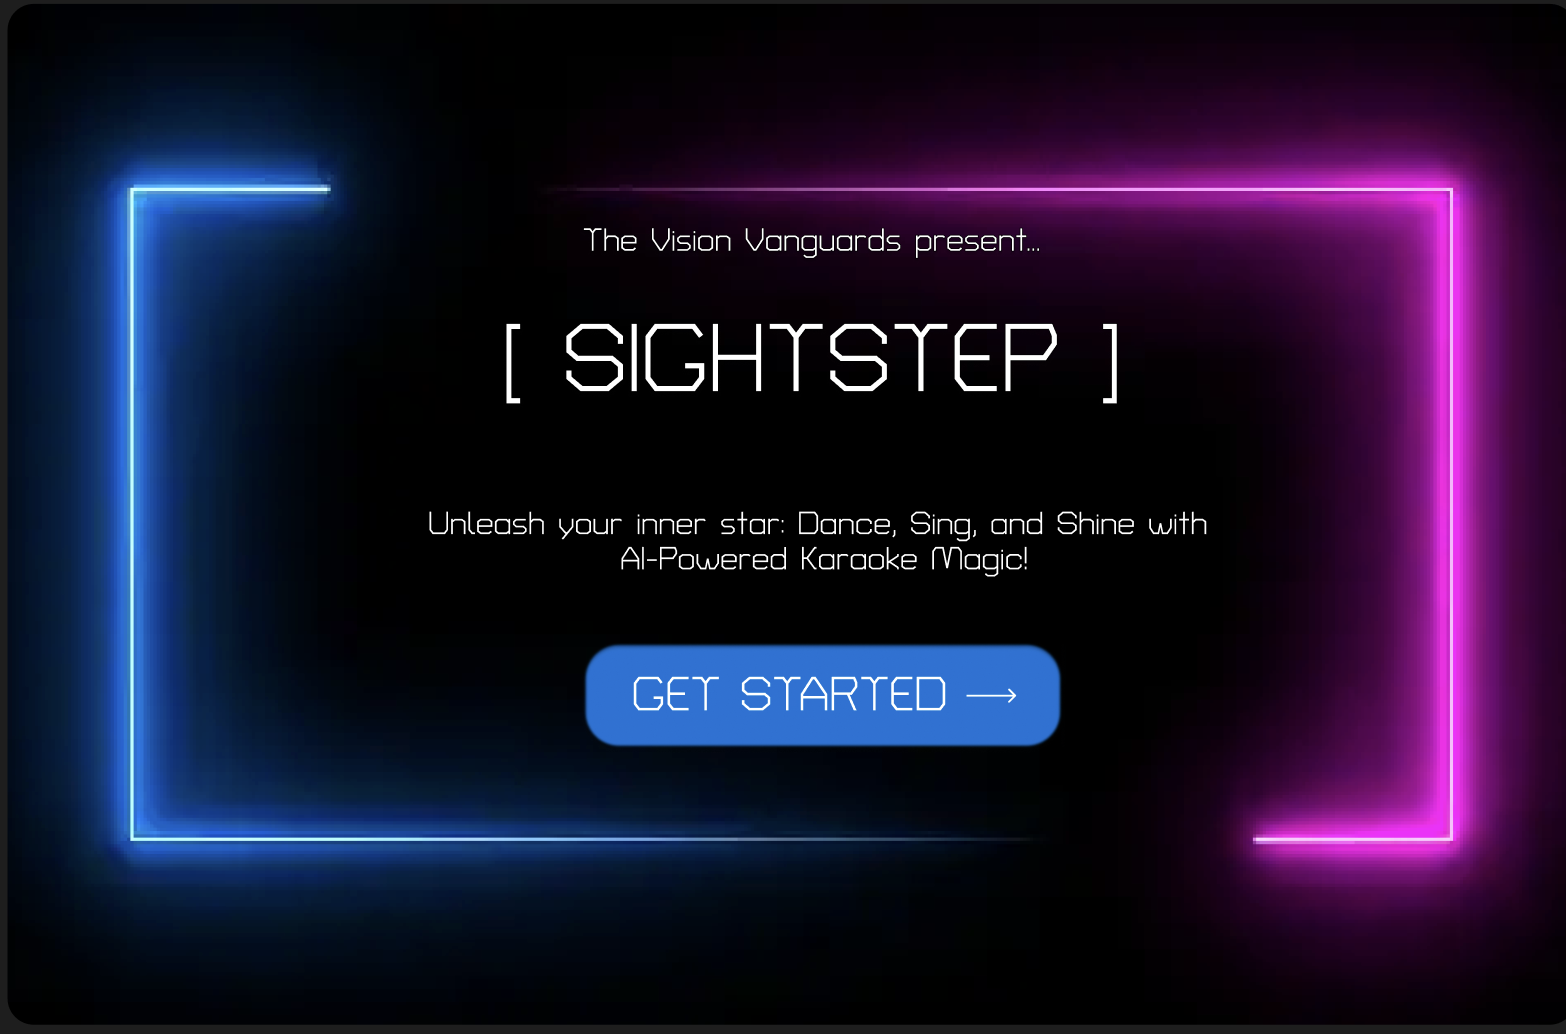 The Vision Vanguards present...
[ SIGHTSTEP ]
Unleash your inner star: Dance, Sing, and Shine with
AI-Powered Karaoke Magic!
GET STARTED →